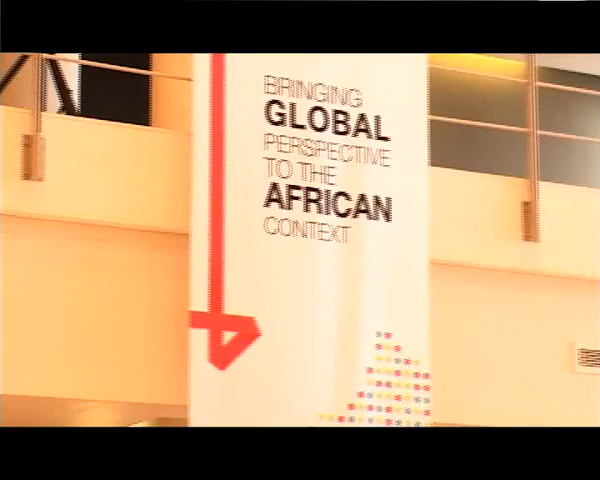 BRINGING
GLOBAL
PERSPECTIVE
TO THE
AFRICAN
CONTEXT